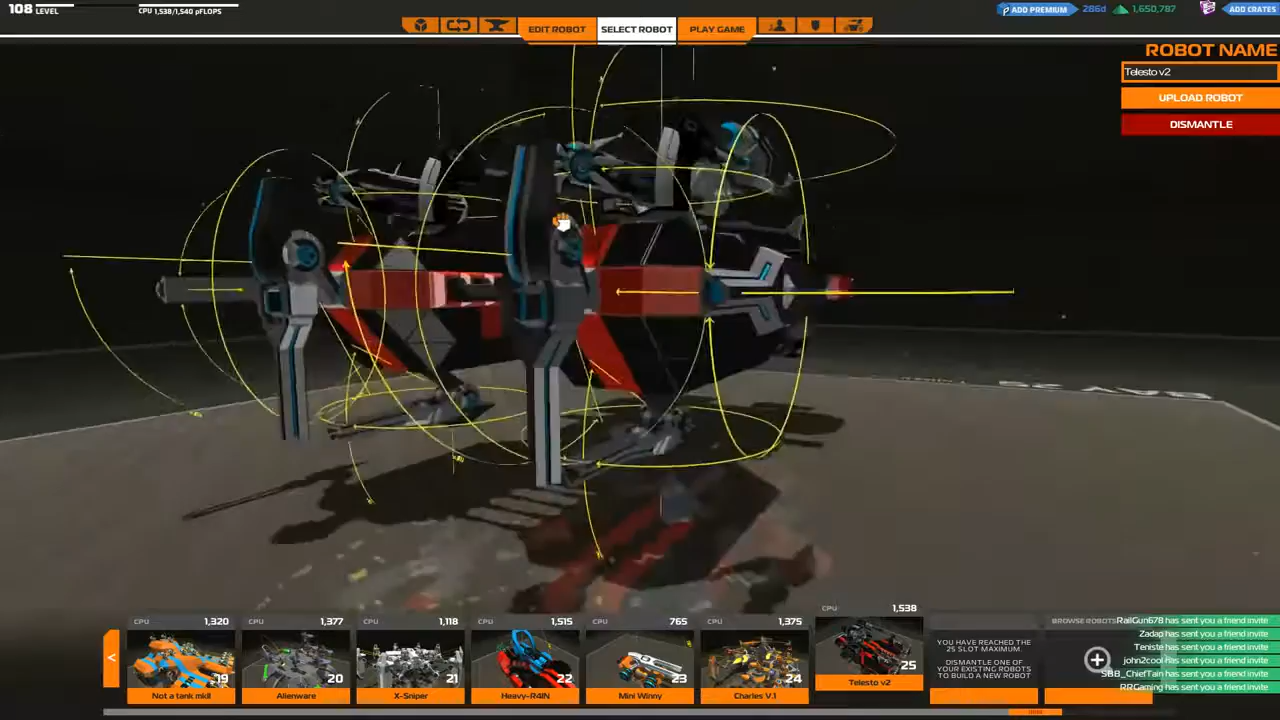 108 LEVEL
CPU 1,538/1,540 pFLOPS
EDIT ROBOT
SELECT ROBOT
PLAY GAME
ADD PREMIUM
286d
1,650,787
ADD CRATES
ROBOT NAME
Telesto v2
UPLOAD ROBOT
DISMANTLE
CPU 1,320
19
Not a tank mkII
CPU 1,377
20
Alienware
CPU 1,118
21
X-Sniper
CPU 1,515
22
Heavy-R4IN
CPU 765
23
Mini Winny
CPU 1,375
24
Charles V.1
CPU 1,538
25
Telesto v2
YOU HAVE REACHED THE
25 SLOT MAXIMUM.
DISMANTLE ONE OF
YOUR EXISTING ROBOTS
TO BUILD A NEW ROBOT
BROWSE ROBOTS
RailGun678 has sent you a friend invite
Zadap has sent you a friend invite
Teniste has sent you a friend invite
john2cool has sent you a friend invite
SBB_ChiefTain has sent you a friend invite
RRGaming has sent you a friend invite